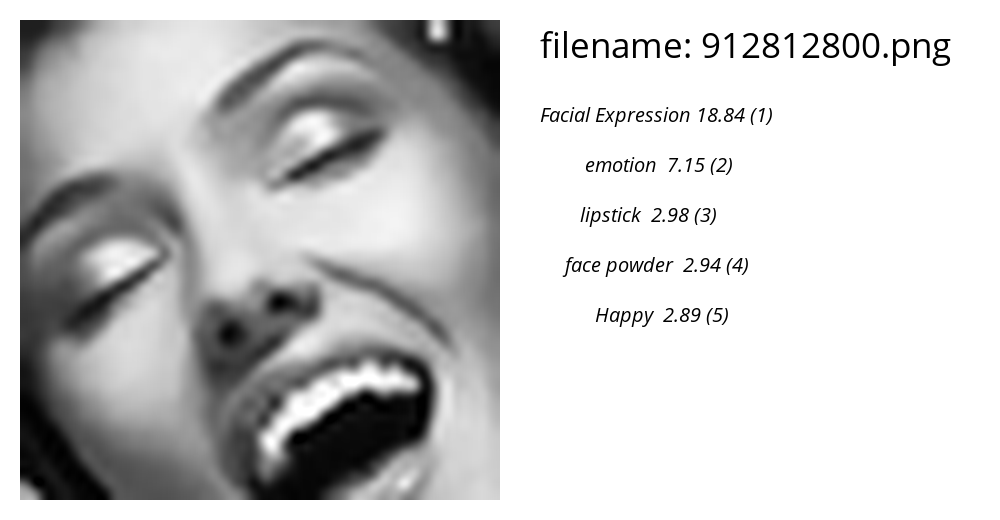 filename: 912812800.png
Facial Expression 18.84 (1)
emotion 7.15 (2)
lipstick 2.98 (3)
face powder 2.94 (4)
Happy 2.89 (5)